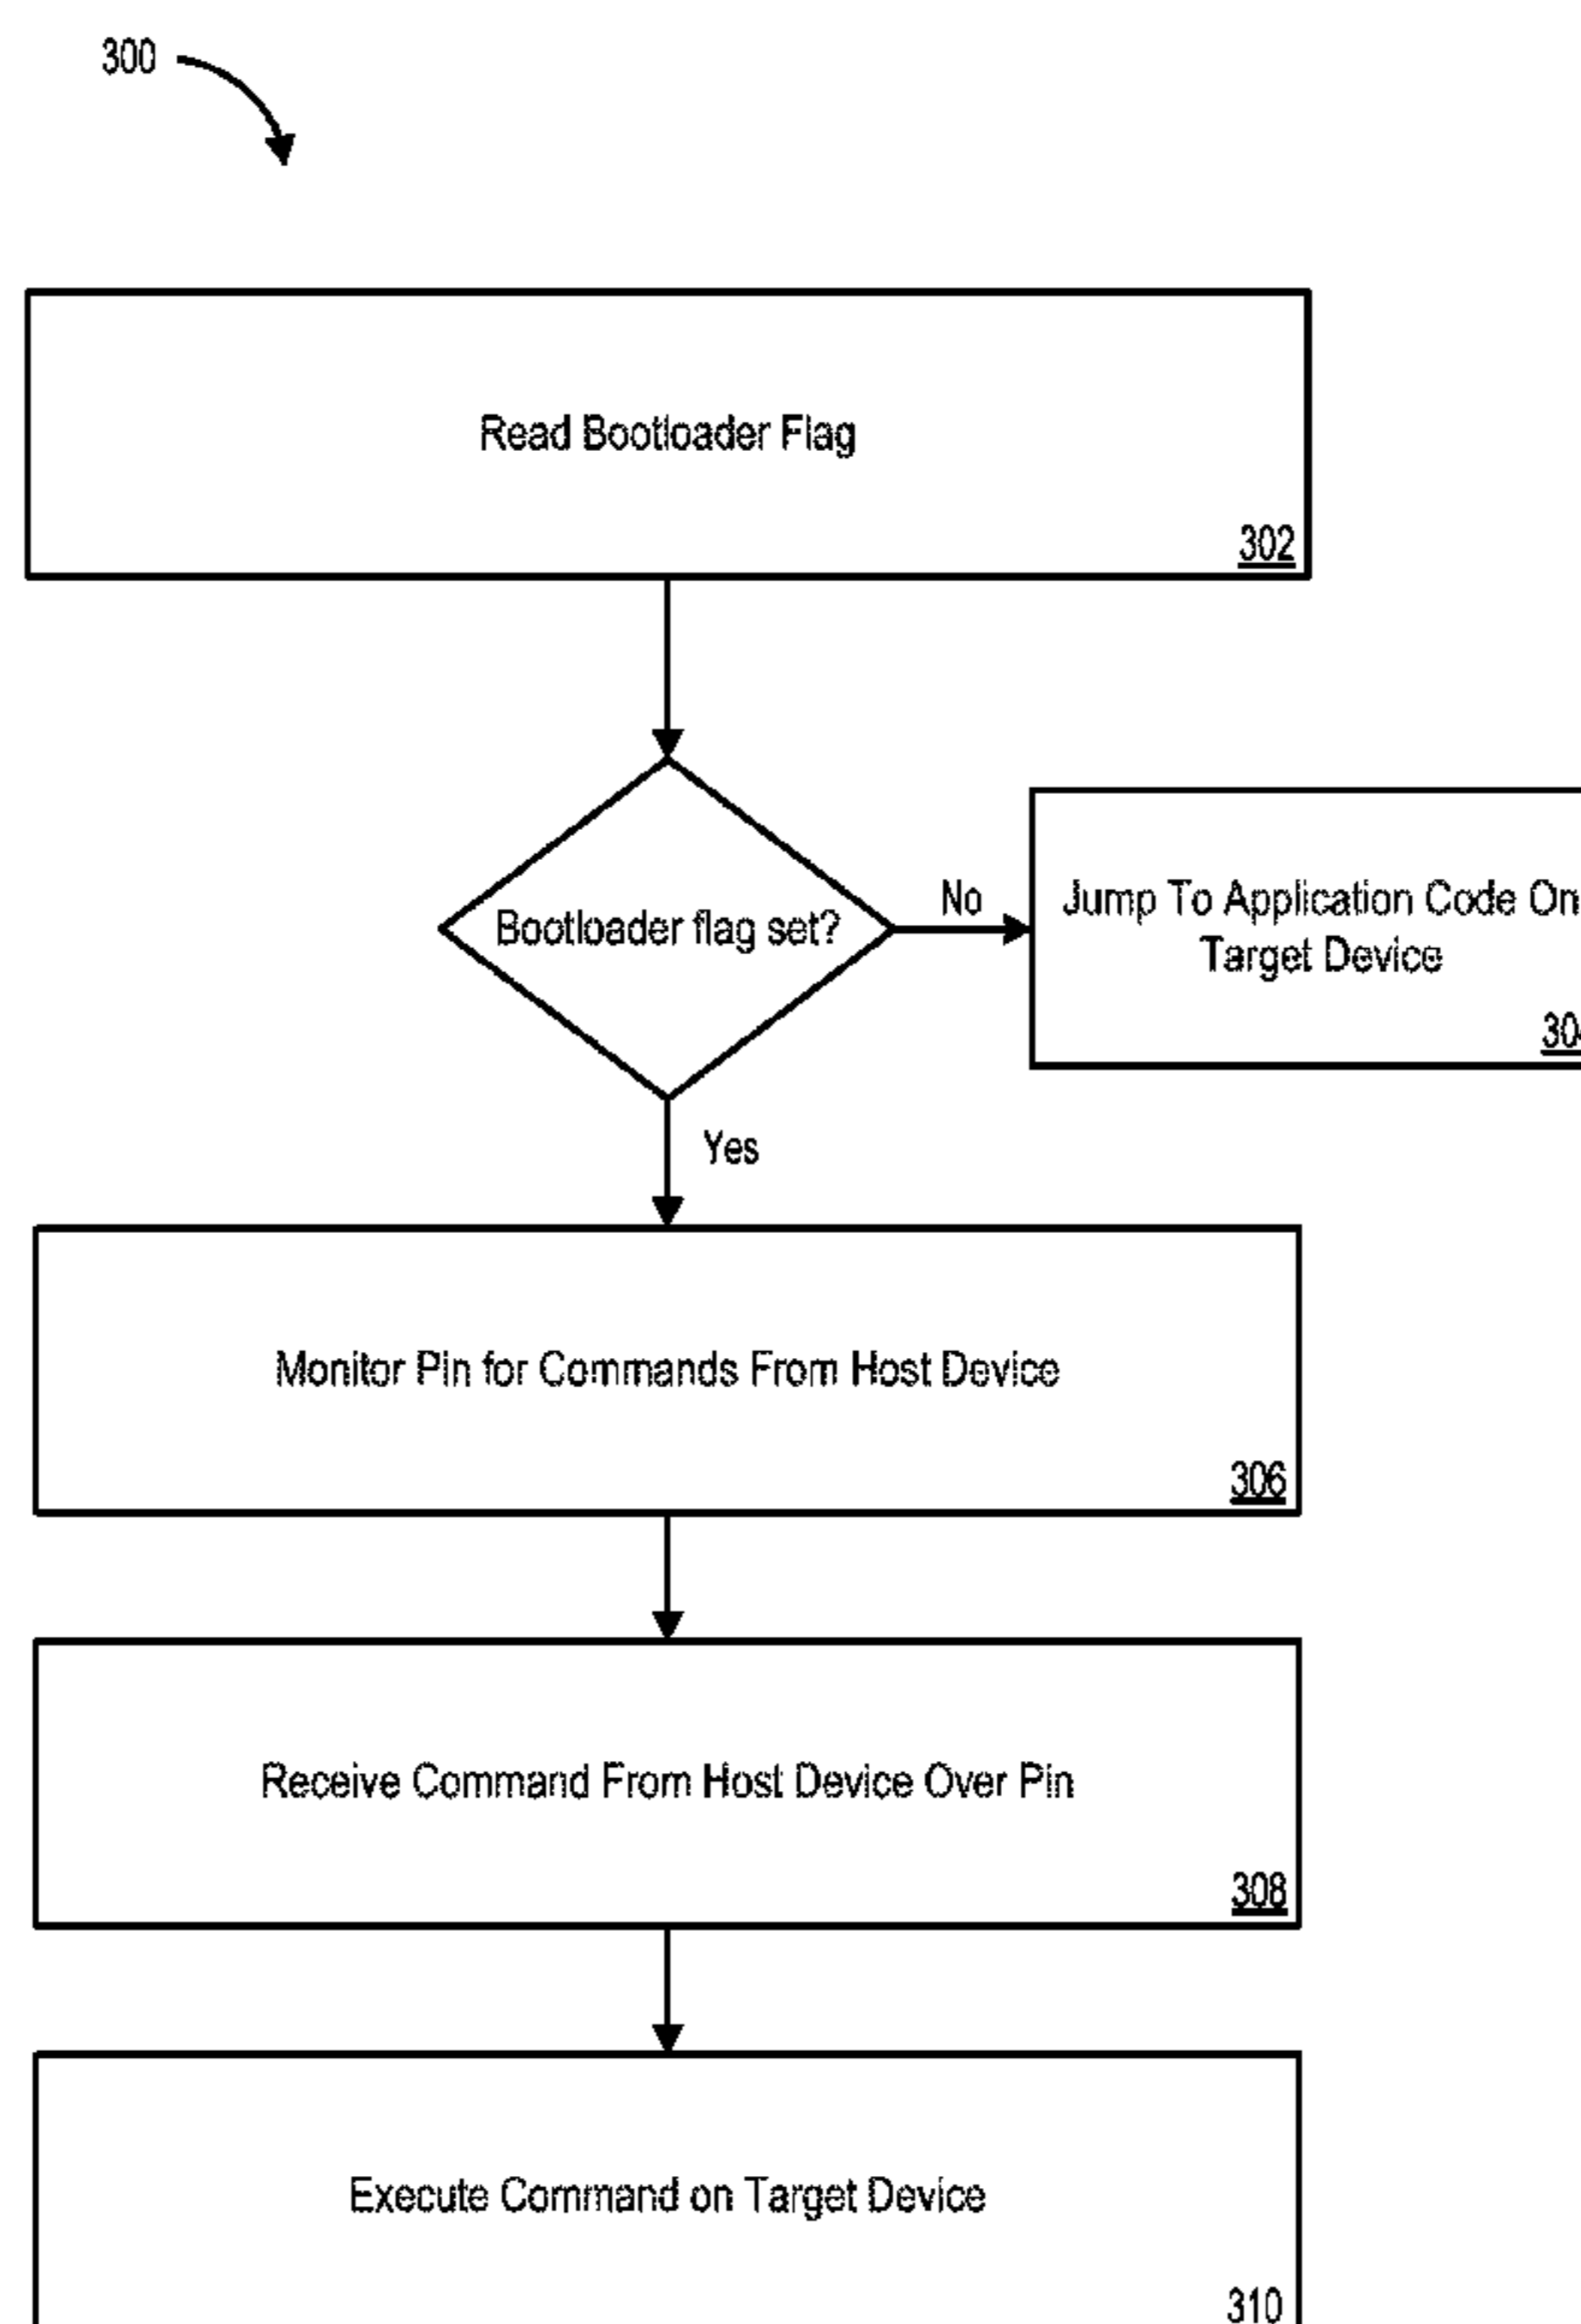 300
Read Bootloader Flag
302
Bootloader flag set?
No
Jump To Application Code On
Target Device
Yes
Monitor Pin for Commands From Host Device
306
Receive Command From Host Device Over Pin
308
Execute Command on Target Device
310